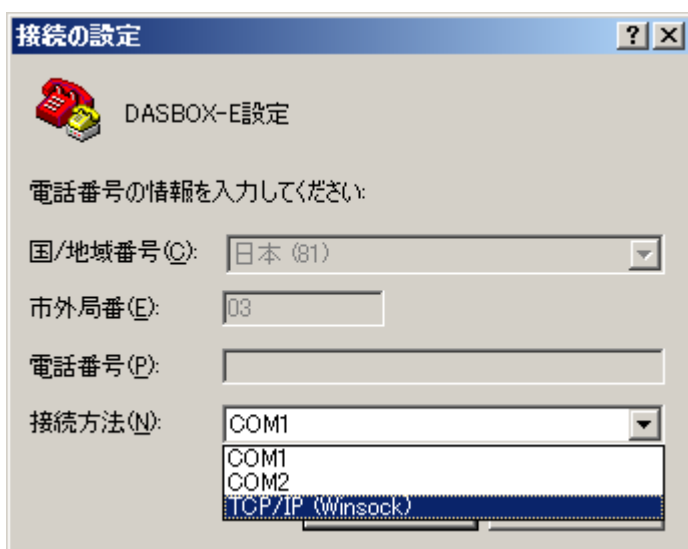 接続の設定
DASBOX-E設定
電話番号の情報を入力してください:
国/地域番号(C): 日本 (81)
市外局番(E): 03
電話番号(P):
接続方法(N): COM1
COM1
COM2
TCP/IP (Winsock)